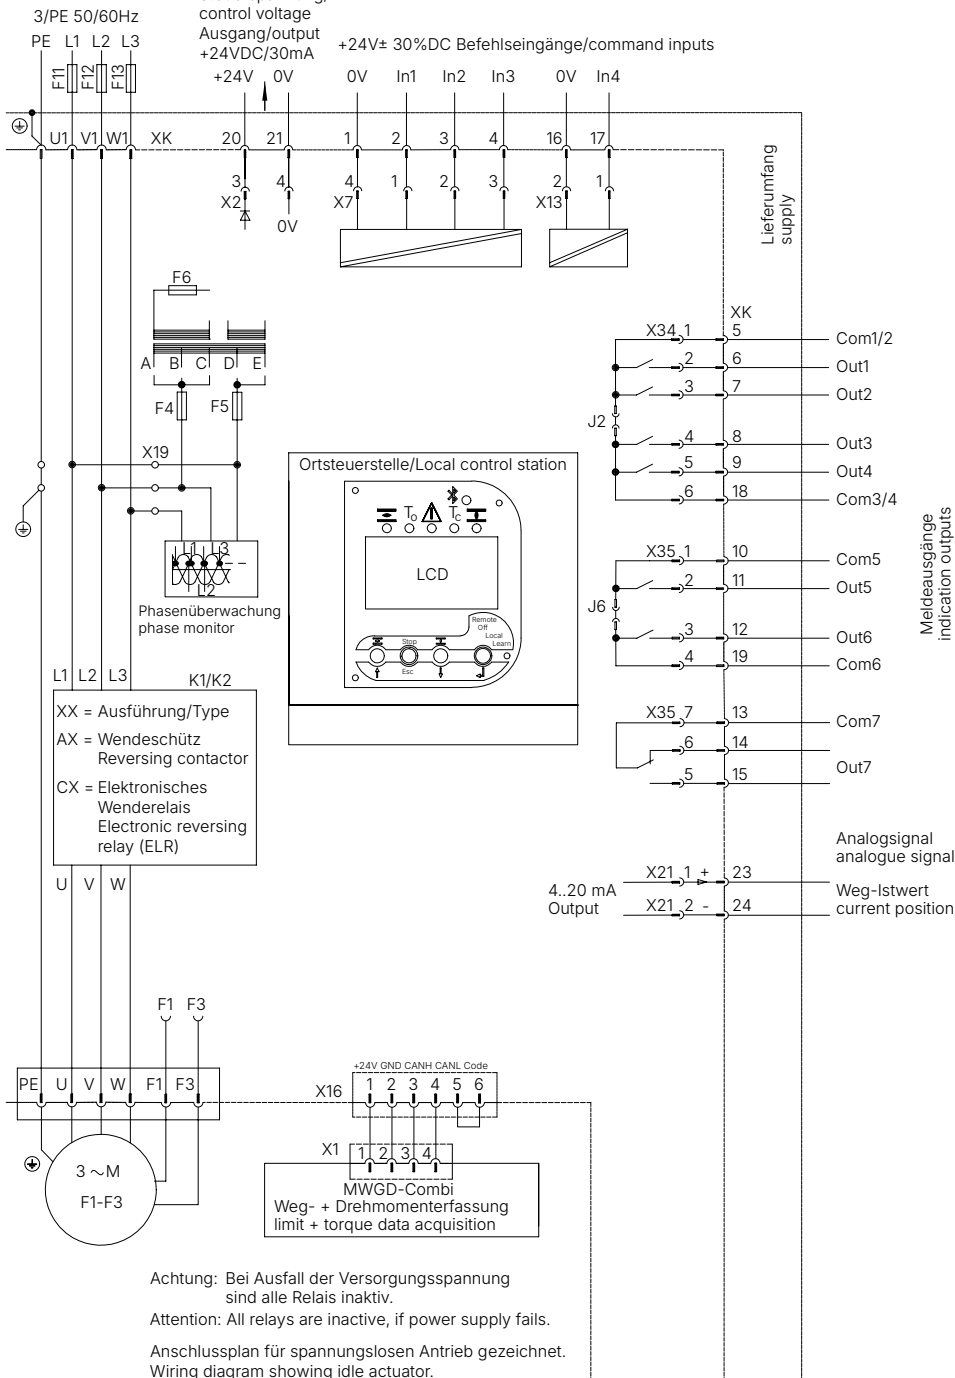 3/PE 50/60Hz
control voltage
Ausgang/output
+24VDC/30mA
+24V± 30%DC Befehlseingänge/command inputs
PE L1 L2 L3
+24V 0V
0V In1 In2 In3
0V In4
F11 F12 F13
U1 V1 W1 XK
20 21 1 2 3 4 16 17
3 4 4 1 2 3 2 1
X2 X7 X13
0V
Lieferumfang
supply
F6
A B C D E
F4 F5
X19
L1 L3
L2
Phasenüberwachung
phase monitor
Ortsteuerstelle/Local control station
To Tc
LCD
Remote
Off
Local
Learn
Stop
Esc
XK
X34 1 5 Com1/2
2 6 Out1
3 7 Out2
J2
4 8 Out3
5 9 Out4
6 18 Com3/4
X35 1 10 Com5
2 11 Out5
J6
3 12 Out6
4 19 Com6
X35 7 13 Com7
6 14
Out7
5 15
Meldeausgänge
indication outputs
L1 L2 L3 K1/K2
XX = Ausführung/Type
AX = Wendeschütz
Reversing contactor
CX = Elektronisches
Wenderelais
Electronic reversing
relay (ELR)
U V W
Analogsignal
analogue signal
X21 1 + 23
4..20 mA
Output
Weg-Istwert
current position
X21 2 - 24
F1 F3
PE U V W F1 F3
3 ~M
F1-F3
+24V GND CANH CANL Code
X16 1 2 3 4 5 6
X1 1 2 3 4
MWGD-Combi
Weg- + Drehmomenterfassung
limit + torque data acquisition
Achtung: Bei Ausfall der Versorgungsspannung
sind alle Relais inaktiv.
Attention: All relays are inactive, if power supply fails.
Anschlussplan für spannungslosen Antrieb gezeichnet.
Wiring diagram showing idle actuator.